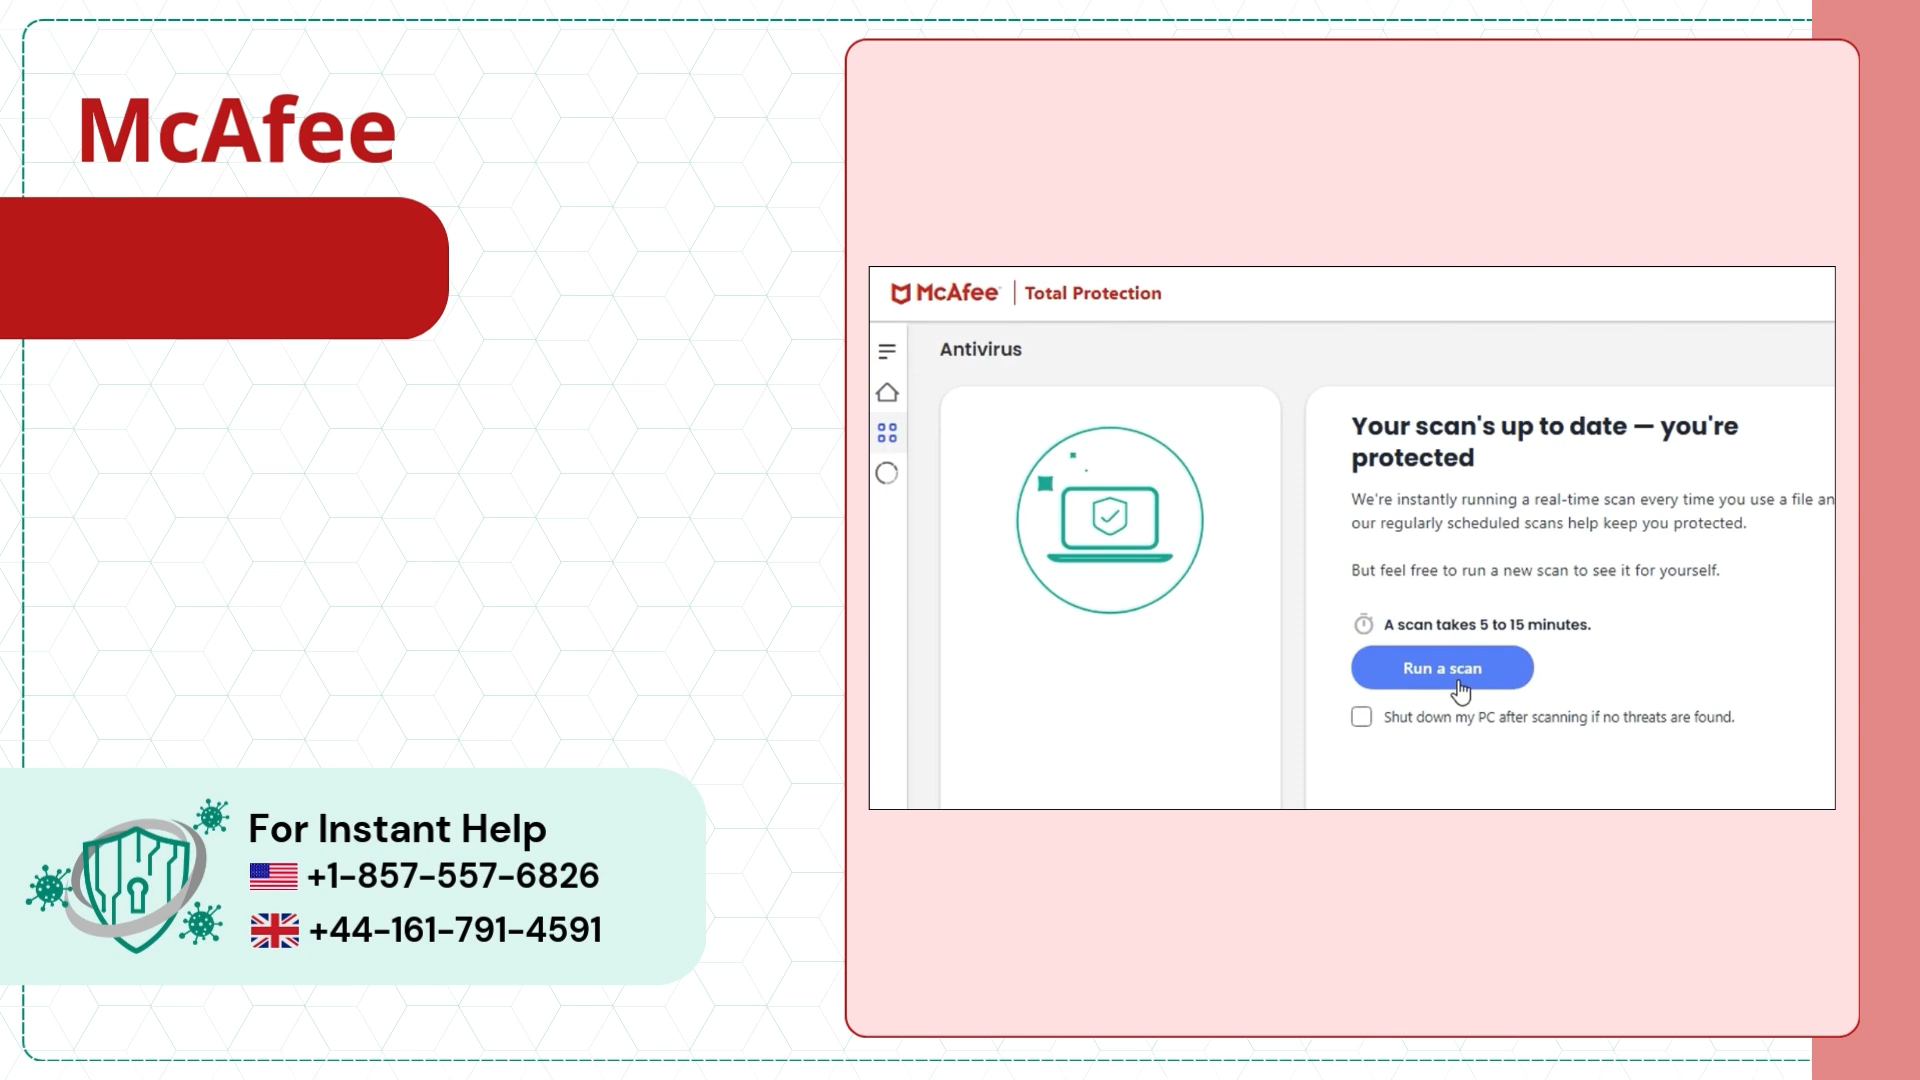 McAfee
For Instant Help
+1-857-557-6826
+44-161-791-4591
McAfee | Total Protection
Antivirus
Your scan's up to date — you're
protected
We're instantly running a real-time scan every time you use a file an
our regularly scheduled scans help keep you protected.
But feel free to run a new scan to see it for yourself.
A scan takes 5 to 15 minutes.
Run a scan
Shut down my PC after scanning if no threats are found.